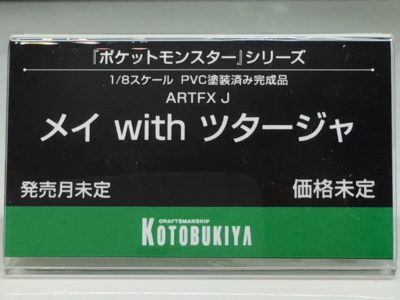 『ポケットモンスター』シリーズ
1/8スケール PVC塗装済み完成品
ARTFX J
メイ with ツタージャ
発売月未定 価格未定
CRAFTSMANSHIP
KOTOBUKIYA